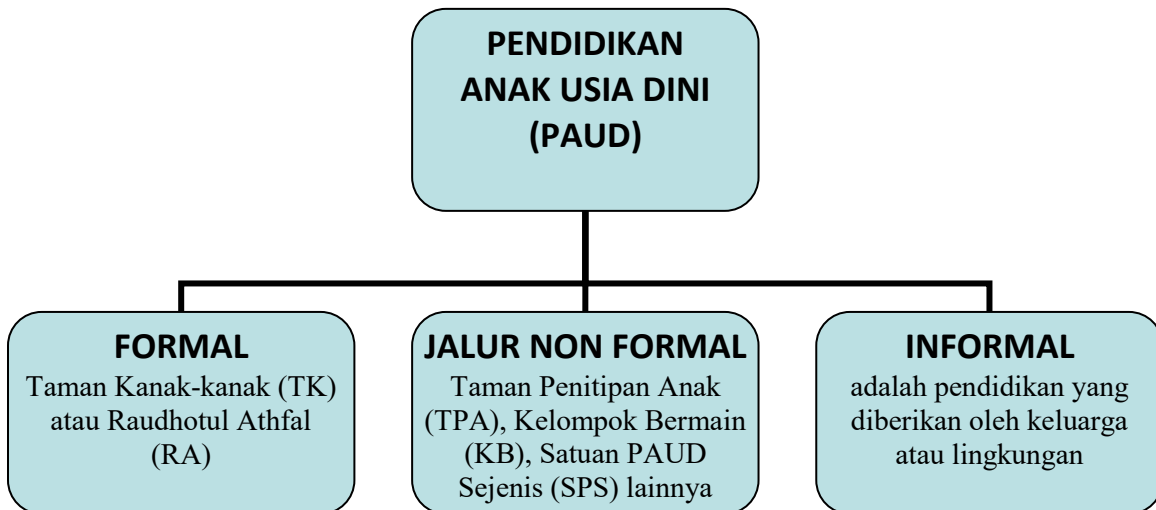 PENDIDIKAN
ANAK USIA DINI
(PAUD)
FORMAL
Taman Kanak-kanak (TK)
atau Raudhotul Athfal
(RA)
JALUR NON FORMAL
Taman Penitipan Anak
(TPA), Kelompok Bermain
(KB), Satuan PAUD
Sejenis (SPS) lainnya
INFORMAL
adalah pendidikan yang
diberikan oleh keluarga
atau lingkungan